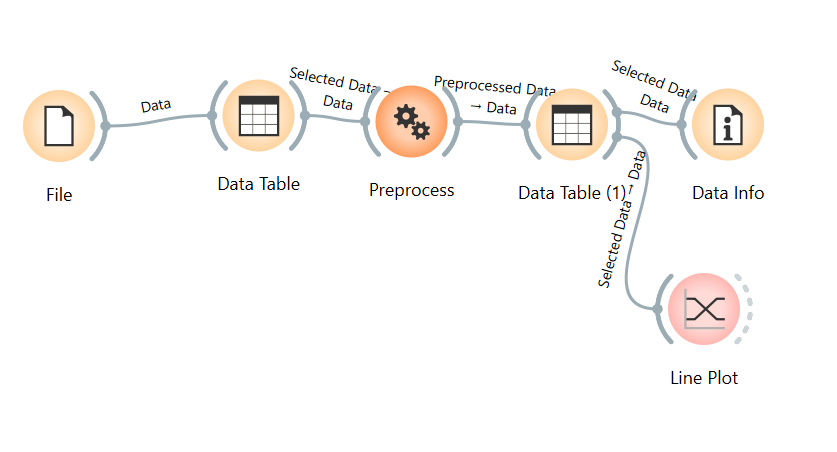 Data
Selected Data →
Data
Preprocessed Data
→ Data
Selected Data
Data
Selected Data → Data
File
Data Table
Preprocess
Data Table (1)
Data Info
Line Plot